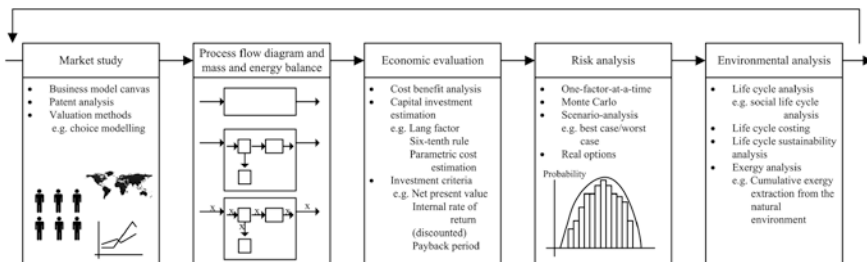 Market study
• Business model canvas
• Patent analysis
• Valuation methods
e.g. choice modelling
Process flow diagram and
mass and energy balance
x
x
x
x
x
Economic evaluation
• Cost benefit analysis
• Capital investment
estimation
e.g. Lang factor
Six-tenth rule
Parametric cost
estimation
• Investment criteria
e.g. Net present value
Internal rate of
return
(discounted)
Payback period
Risk analysis
• One-factor-at-a-time
• Monte Carlo
• Scenario-analysis
e.g. best case/worst
case
• Real options
Probability
Environmental analysis
• Life cycle analysis
e.g. social life cycle
analysis
• Life cycle costing
• Life cycle sustainability
analysis
• Exergy analysis
e.g. Cumulative exergy
extraction from the
natural
environment